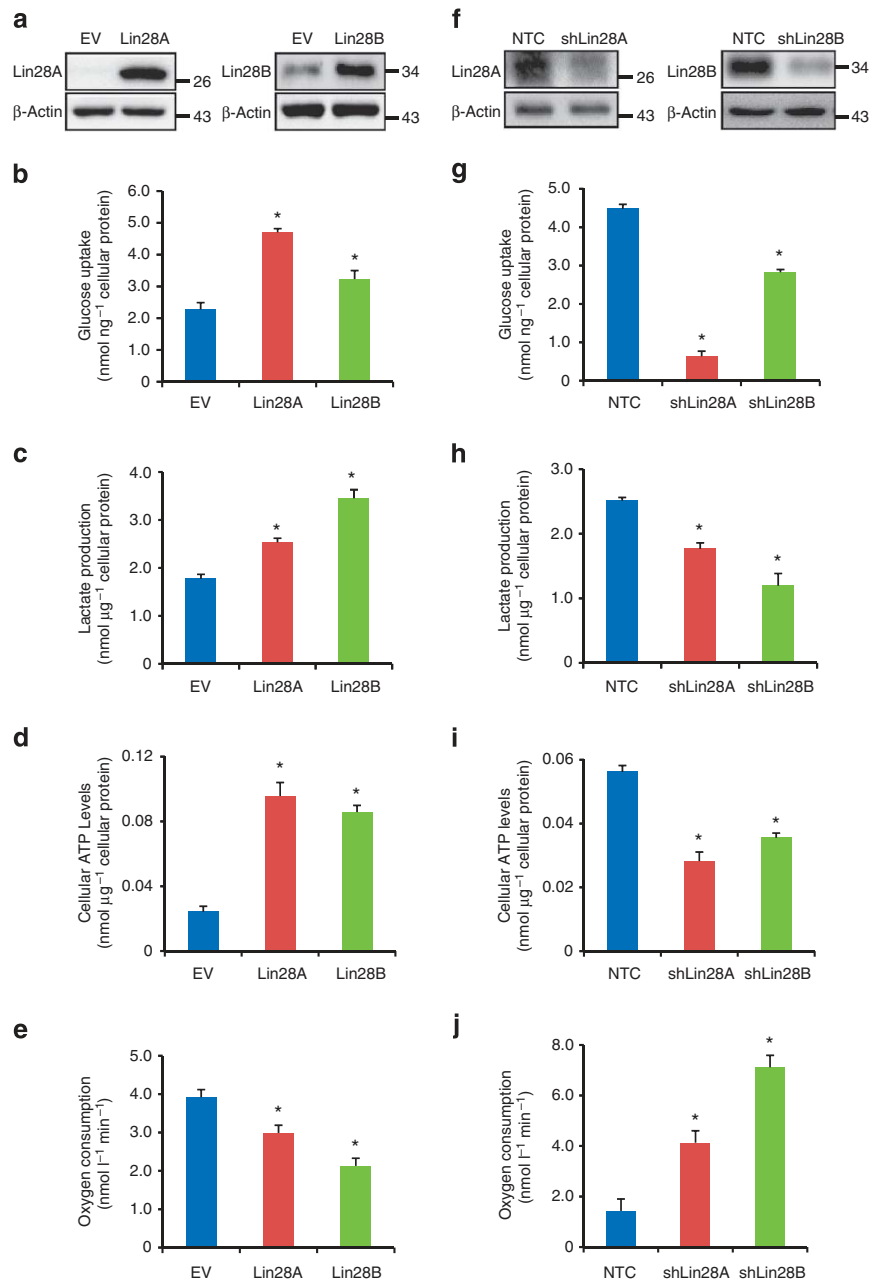 a
EV Lin28A
Lin28A
26
β-Actin
43
EV Lin28B
Lin28B
34
β-Actin
43
b
Glucose uptake
(nmol ng⁻¹ cellular protein)
6.0
5.0
4.0
3.0
2.0
1.0
0
*
*
EV Lin28A Lin28B
c
Lactate production
(nmol µg⁻¹ cellular protein)
4.0
3.0
2.0
1.0
0
*
*
EV Lin28A Lin28B
d
Cellular ATP Levels
(nmol µg⁻¹ cellular protein)
0.12
0.08
0.04
0
*
*
EV Lin28A Lin28B
e
Oxygen consumption
(nmol l⁻¹ min⁻¹)
5.0
4.0
3.0
2.0
1.0
0
*
*
EV Lin28A Lin28B
f
NTC shLin28A
Lin28A
26
β-Actin
43
NTC shLin28B
Lin28B
34
β-Actin
43
g
Glucose uptake
(nmol ng⁻¹ cellular protein)
5.0
4.0
3.0
2.0
1.0
0
*
*
NTC shLin28A shLin28B
h
Lactate production
(nmol µg⁻¹ cellular protein)
3.0
2.0
1.0
0
*
*
NTC shLin28A shLin28B
i
Cellular ATP levels
(nmol µg⁻¹ cellular protein)
0.06
0.04
0.02
0
*
*
NTC shLin28A shLin28B
j
Oxygen consumption
(nmol l⁻¹ min⁻¹)
8.0
6.0
4.0
2.0
0
*
*
NTC shLin28A shLin28B